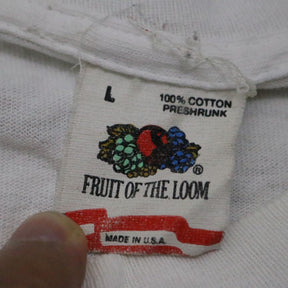 L
100% COTTON
PRESHRUNK
®
FRUIT OF THE LOOM
MADE IN U.S.A.